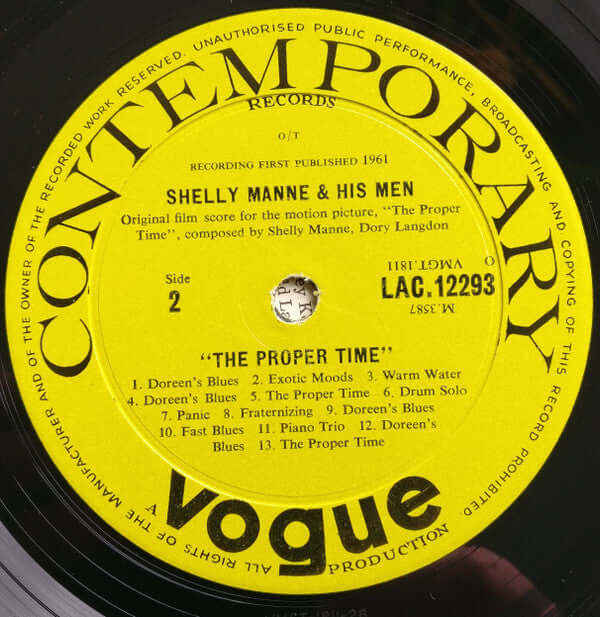 ALL RIGHTS OF THE MANUFACTURER AND OF THE OWNER OF THE RECORDED WORK RESERVED. UNAUTHORISED PUBLIC PERFORMANCE, BROADCASTING AND COPYING OF THIS RECORD PROHIBITED
CONTEMPORARY
RECORDS
O/T
RECORDING FIRST PUBLISHED 1961
SHELLY MANNE & HIS MEN
Original film score for the motion picture, "The Proper
Time", composed by Shelly Manne, Dory Langdon
Side
2
O
VMGT.1811
LAC.12293
M.3587
"THE PROPER TIME"
1. Doreen's Blues 2. Exotic Moods 3. Warm Water
4. Doreen's Blues 5. The Proper Time 6. Drum Solo
7. Panic 8. Fraternizing 9. Doreen's Blues
10. Fast Blues 11. Piano Trio 12. Doreen's
Blues 13. The Proper Time
A
vogue
PRODUCTION